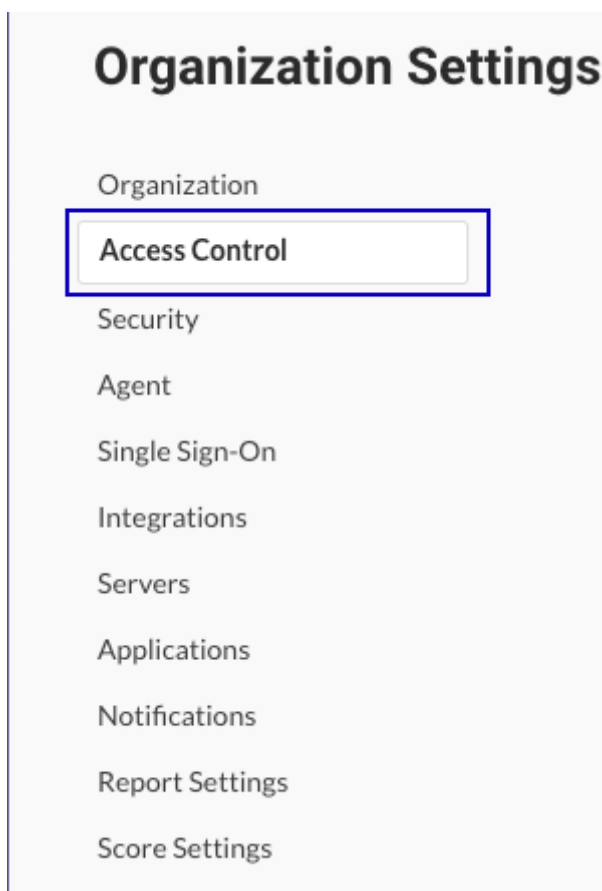 Organization Settings
Organization
Access Control
Security
Agent
Single Sign-On
Integrations
Servers
Applications
Notifications
Report Settings
Score Settings